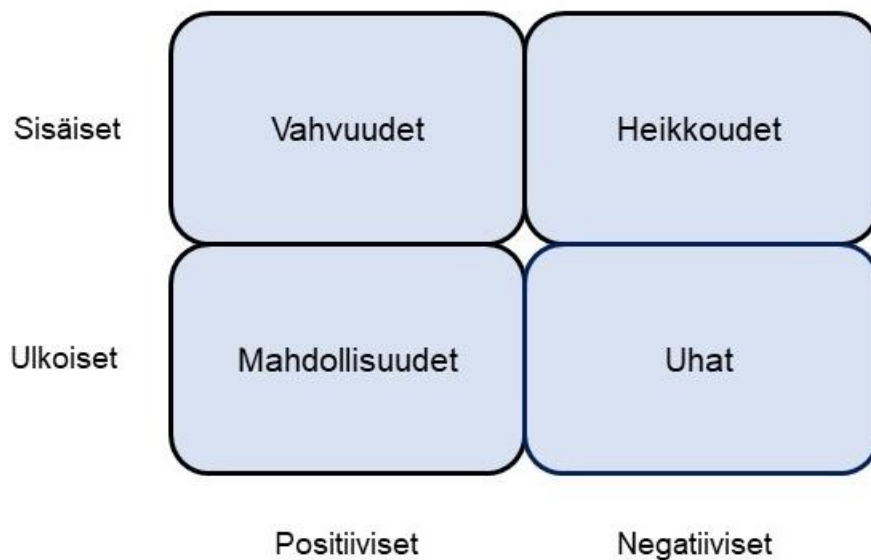 Sisäiset
Vahvuudet
Heikkoudet
Ulkoiset
Mahdollisuudet
Uhat
Positiiviset
Negatiiviset